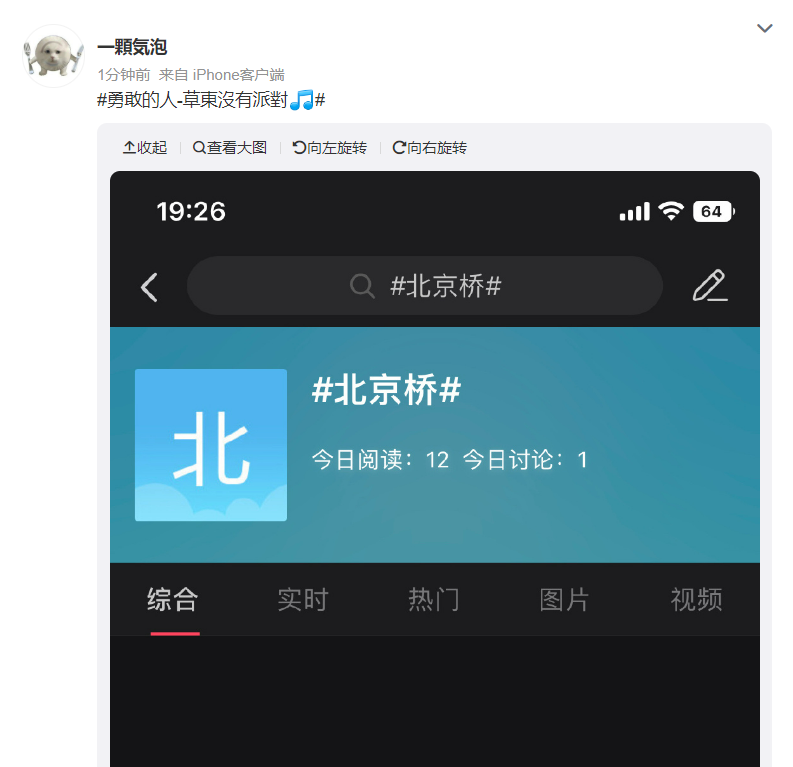 一顆気泡
1分钟前 来自 iPhone客户端
#勇敢的人-草東沒有派對🎵#
收起 查看大图 向左旋转 向右旋转
19:26 64
#北京桥#
北
#北京桥#
今日阅读：12 今日讨论：1
综合 实时 热门 图片 视频